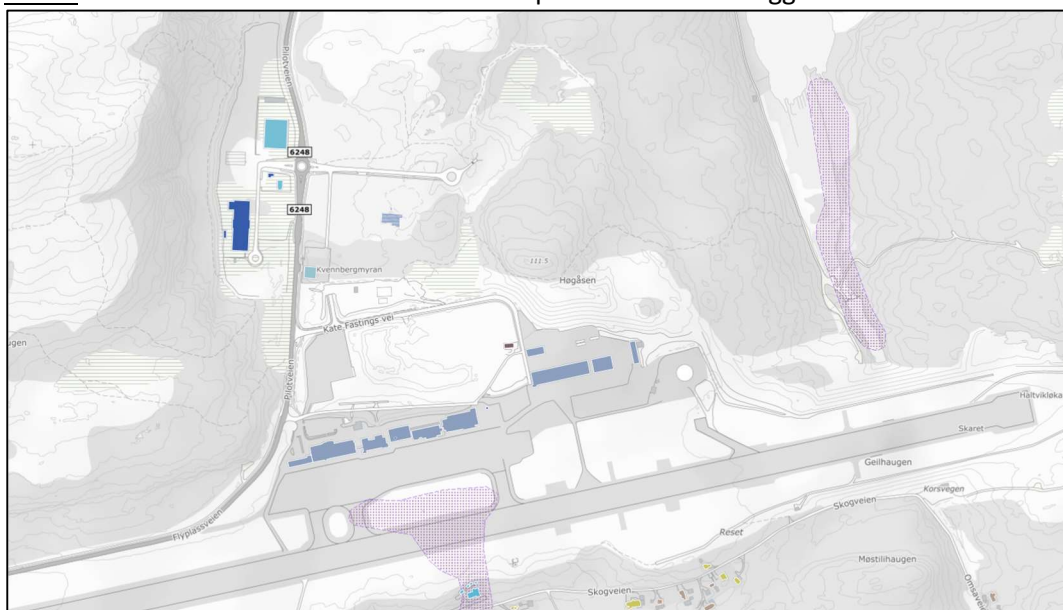 Pilotveien
6248
6248
Kvennbergmyran
111.5
Høgåsen
Kate Fastings vei
ugen
Pilotveien
Haltvikløka
Skaret
Geilhaugen
Korsvegen
Skogveien
Flyplassveien
Reset
Møstilihaugen
Skogveien